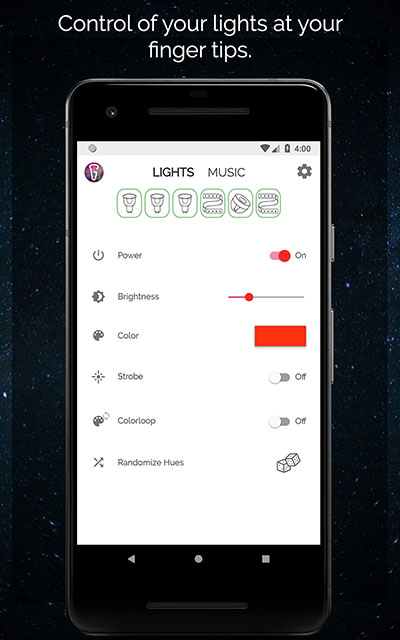 Control of your lights at your
finger tips.
4:00
LIGHTS MUSIC
Power On
Brightness
Color
Strobe Off
Colorloop Off
Randomize Hues